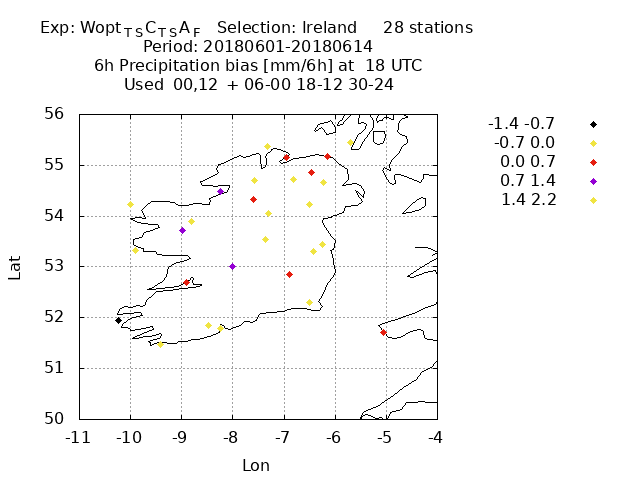 Exp: Wopt_TS C_TS A_F Selection: Ireland 28 stations
Period: 20180601-20180614
6h Precipitation bias [mm/6h] at 18 UTC
Used 00,12 + 06-00 18-12 30-24
-1.4 -0.7
-0.7 0.0
0.0 0.7
0.7 1.4
1.4 2.2
56
55
54
53
52
51
50
Lat
-11 -10 -9 -8 -7 -6 -5 -4
Lon